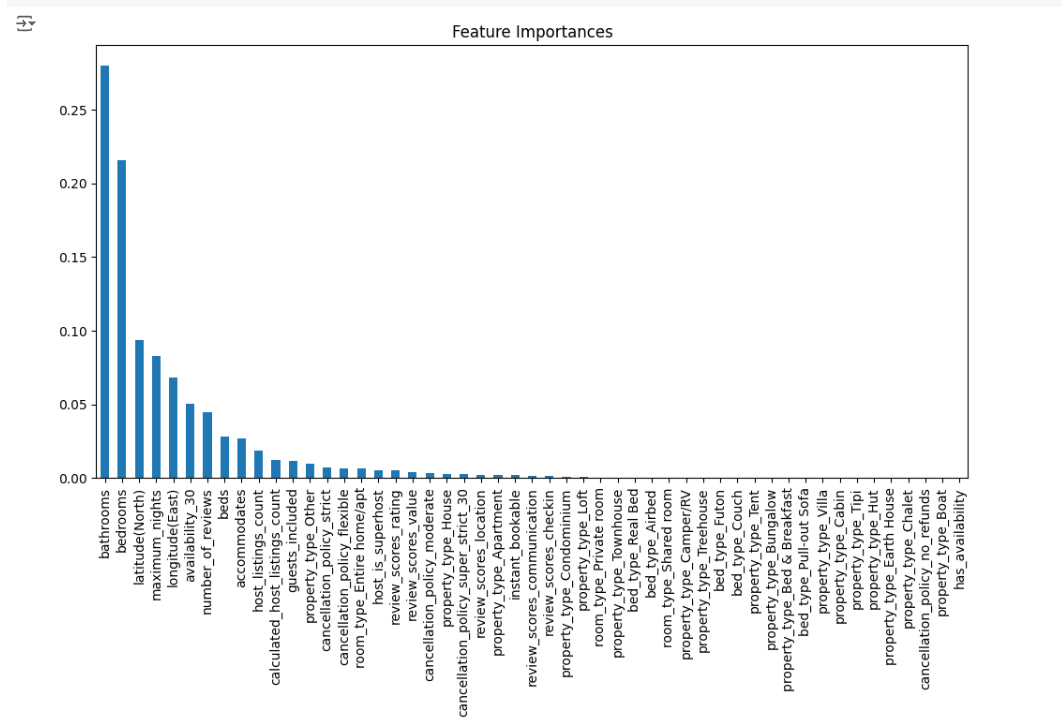 Feature Importances
0.25
0.20
0.15
0.10
0.05
0.00
bathrooms
bedrooms
latitude(North)
maximum_nights
longitude(East)
availability_30
number_of_reviews
beds
accommodates
host_listings_count
calculated_host_listings_count
guests_included
property_type_Other
cancellation_policy_strict
cancellation_policy_flexible
room_type_Entire home/apt
host_is_superhost
review_scores_rating
review_scores_value
cancellation_policy_moderate
property_type_House
cancellation_policy_super_strict_30
review_scores_location
property_type_Apartment
instant_bookable
review_scores_communication
review_scores_checkin
property_type_Condominium
property_type_Loft
room_type_Private room
property_type_Townhouse
bed_type_Real Bed
bed_type_Airbed
room_type_Shared room
property_type_Camper/RV
property_type_Treehouse
bed_type_Futon
bed_type_Couch
property_type_Tent
property_type_Bungalow
property_type_Bed & Breakfast
bed_type_Pull-out Sofa
property_type_Villa
property_type_Cabin
property_type_Tipi
property_type_Hut
property_type_Earth House
property_type_Chalet
cancellation_policy_no_refunds
property_type_Boat
has_availability